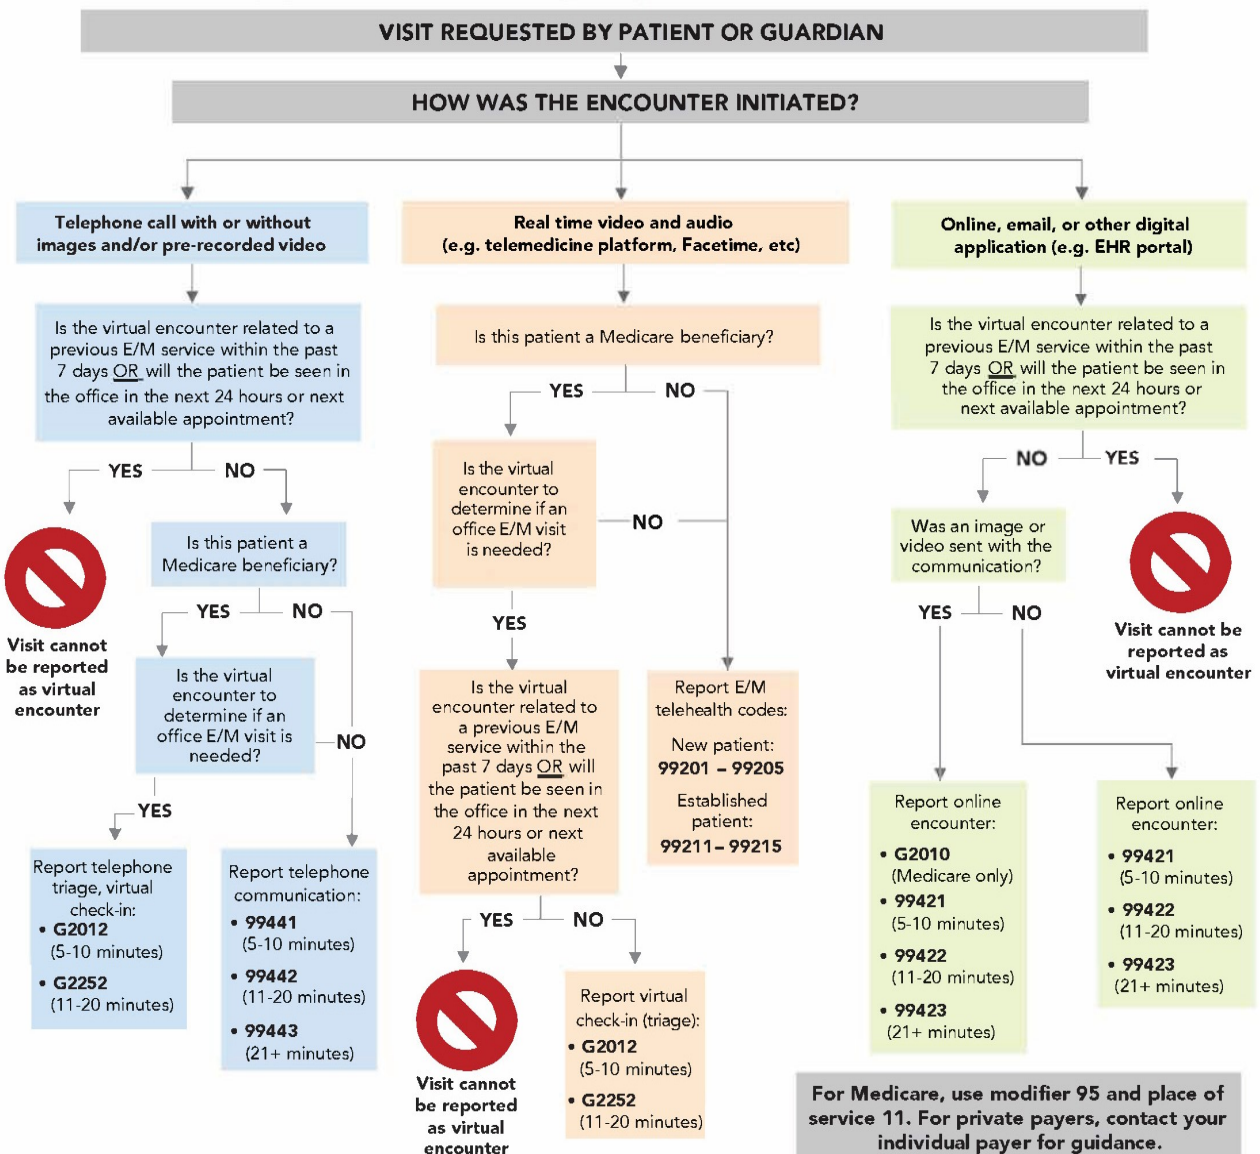 VISIT REQUESTED BY PATIENT OR GUARDIAN
HOW WAS THE ENCOUNTER INITIATED?
Telephone call with or without
images and/or pre-recorded video
Is the virtual encounter related to a
previous E/M service within the past
7 days OR will the patient be seen in
the office in the next 24 hours or next
available appointment?
YES
NO
Visit cannot
be reported
as virtual
encounter
Is this patient a
Medicare beneficiary?
YES
NO
Is the virtual
encounter to
determine if an
office E/M visit is
needed?
NO
YES
Report telephone
triage, virtual
check-in:
• G2012
(5-10 minutes)
• G2252
(11-20 minutes)
Report telephone
communication:
• 99441
(5-10 minutes)
• 99442
(11-20 minutes)
• 99443
(21+ minutes)
Real time video and audio
(e.g. telemedicine platform, Facetime, etc)
Is this patient a Medicare beneficiary?
YES
NO
Is the virtual
encounter to
determine if an
office E/M visit
is needed?
NO
YES
Is the virtual
encounter related to
a previous E/M
service within the
past 7 days OR will
the patient be seen in
the office in the next
24 hours or next
available
appointment?
Report E/M
telehealth codes:
New patient:
99201 – 99205
Established
patient:
99211– 99215
YES
NO
Visit cannot
be reported
as virtual
encounter
Report virtual
check-in (triage):
• G2012
(5-10 minutes)
• G2252
(11-20 minutes)
Online, email, or other digital
application (e.g. EHR portal)
Is the virtual encounter related to a
previous E/M service within the past
7 days OR will the patient be seen in
the office in the next 24 hours or
next available appointment?
NO
YES
Was an image or
video sent with the
communication?
Visit cannot be
reported as
virtual encounter
YES
NO
Report online
encounter:
• G2010
(Medicare only)
• 99421
(5-10 minutes)
• 99422
(11-20 minutes)
• 99423
(21+ minutes)
Report online
encounter:
• 99421
(5-10 minutes)
• 99422
(11-20 minutes)
• 99423
(21+ minutes)
For Medicare, use modifier 95 and place of
service 11. For private payers, contact your
individual payer for guidance.